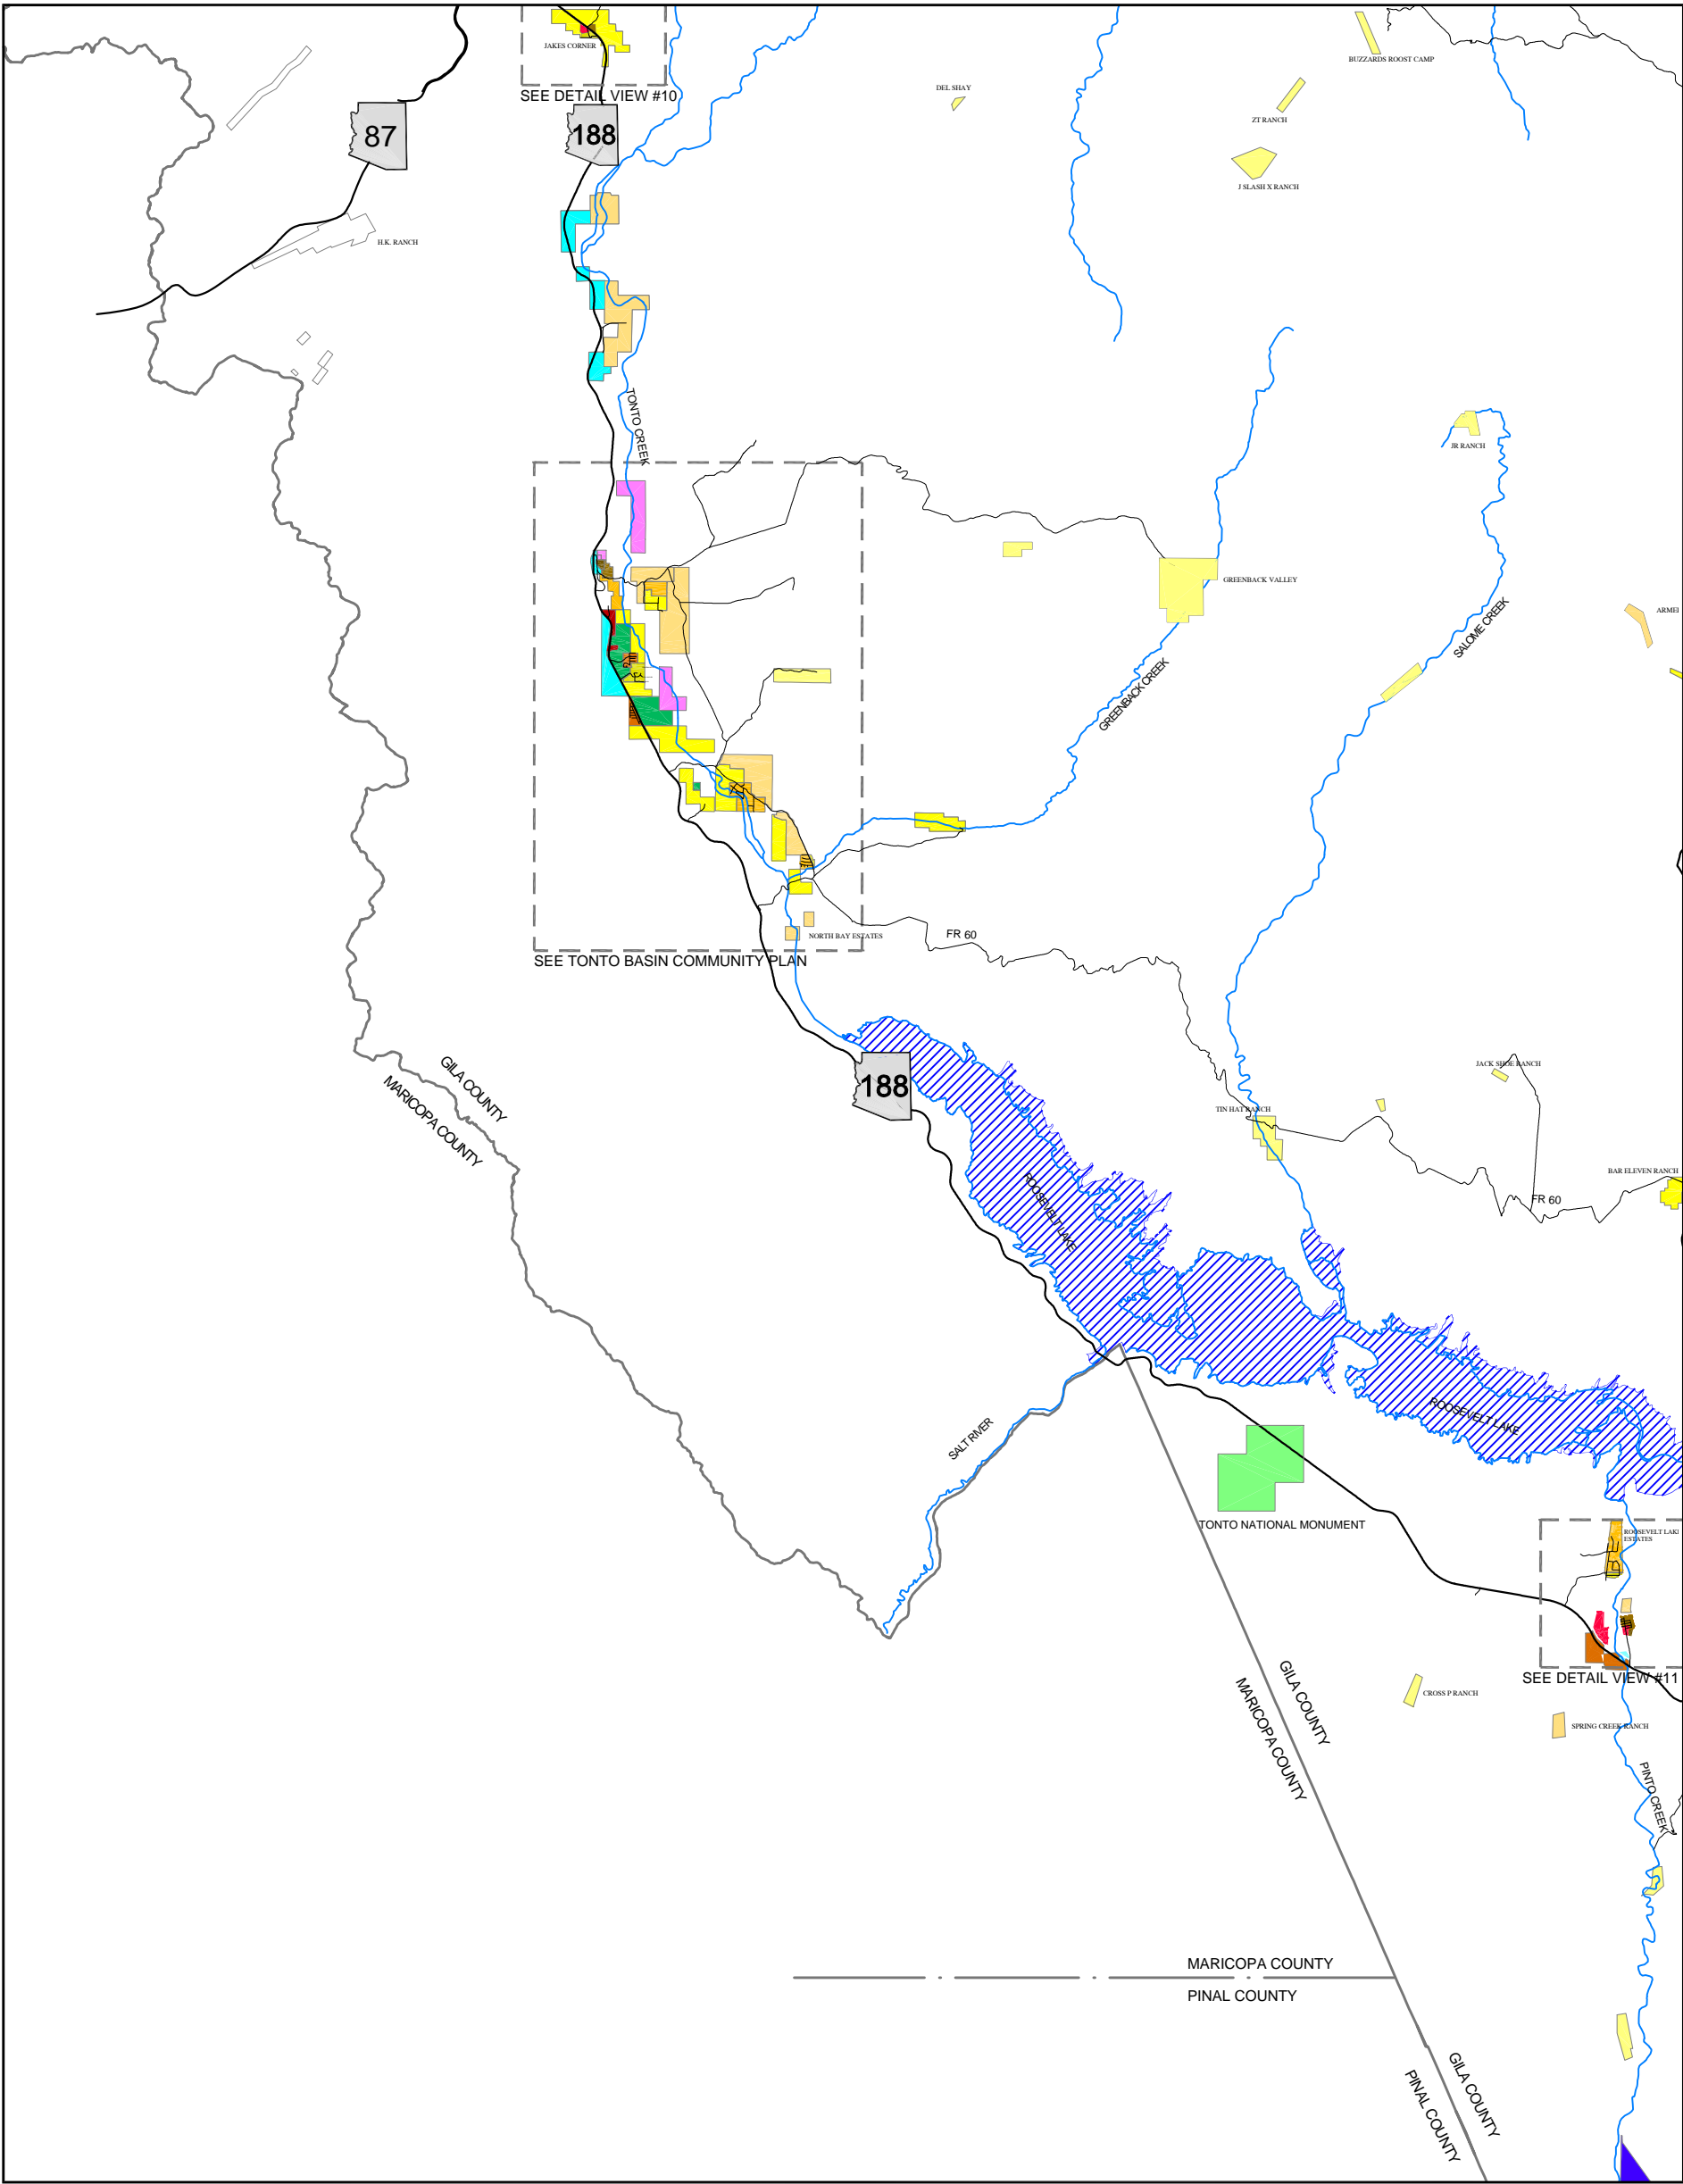 JAKES CORNER
SEE DETAIL VIEW #10
BUZZARDS ROOST CAMP
DEL SHAY
ZT RANCH
87
188
J SLASH X RANCH
H.K. RANCH
TONTO CREEK
JR RANCH
GREENBACK VALLEY
SALOME CREEK
GREENBACK CREEK
NORTH BAY ESTATES
FR 60
SEE TONTO BASIN COMMUNITY PLAN
GILA COUNTY
MARICOPA COUNTY
188
JACK SHOE RANCH
TIN HAT RANCH
BAR ELEVEN RANCH
FR 60
ROOSEVELT LAKE
ROOSEVELT LAKE
SALT RIVER
TONTO NATIONAL MONUMENT
ESTATES
SEE DETAIL VIEW #11
GILA COUNTY
MARICOPA COUNTY
CROSS P RANCH
SPRING CREEK RANCH
PINTO CREEK
MARICOPA COUNTY
PINAL COUNTY
GILA COUNTY
PINAL COUNTY